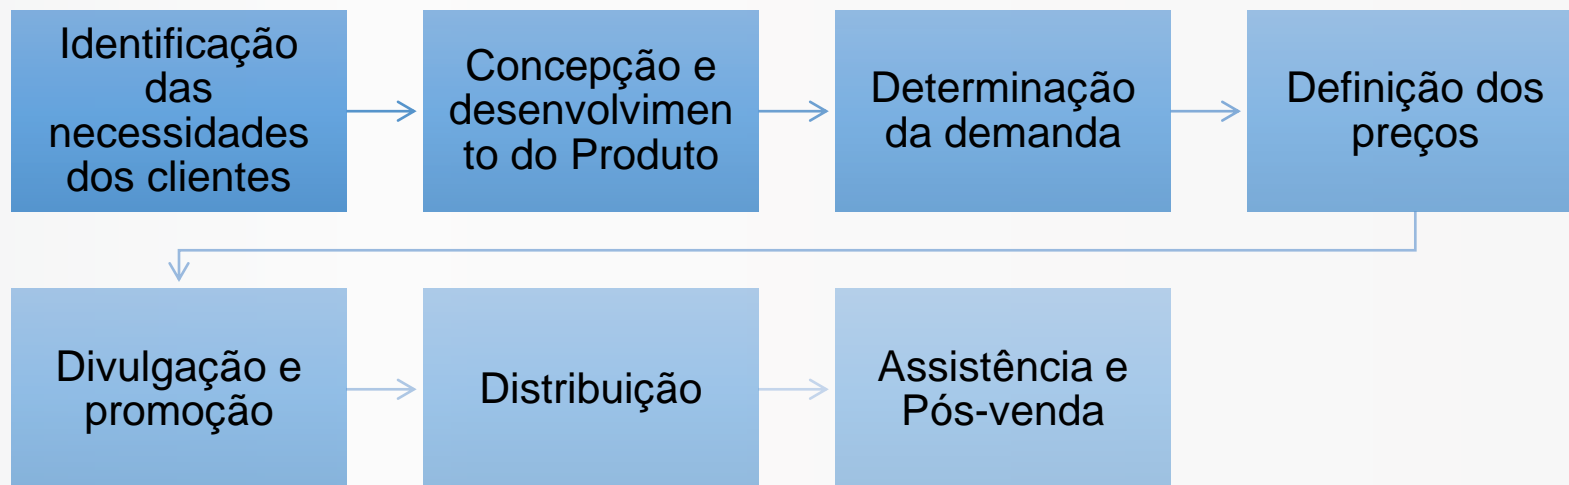 Identificação
das
necessidades
dos clientes
Concepção e
desenvolvimen
to do Produto
Determinação
da demanda
Definição dos
preços
Divulgação e
promoção
Distribuição
Assistência e
Pós-venda